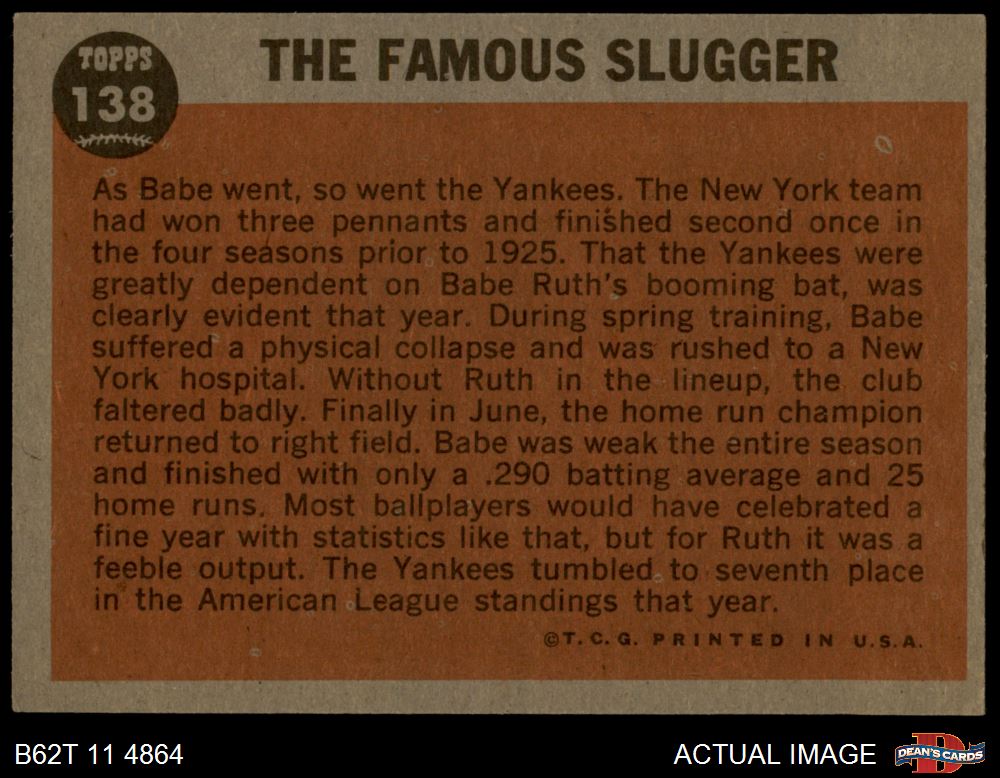 TOPPS
138
THE FAMOUS SLUGGER
As Babe went, so went the Yankees. The New York team
had won three pennants and finished second once in
the four seasons prior to 1925. That the Yankees were
greatly dependent on Babe Ruth's booming bat, was
clearly evident that year. During spring training, Babe
suffered a physical collapse and was rushed to a New
York hospital. Without Ruth in the lineup, the club
faltered badly. Finally in June, the home run champion
returned to right field. Babe was weak the entire season
and finished with only a .290 batting average and 25
home runs. Most ballplayers would have celebrated a
fine year with statistics like that, but for Ruth it was a
feeble output. The Yankees tumbled to seventh place
in the American League standings that year.
©T.C.G. PRINTED IN U.S.A.
B62T 11 4864
ACTUAL IMAGE
DEAN'S CARDS